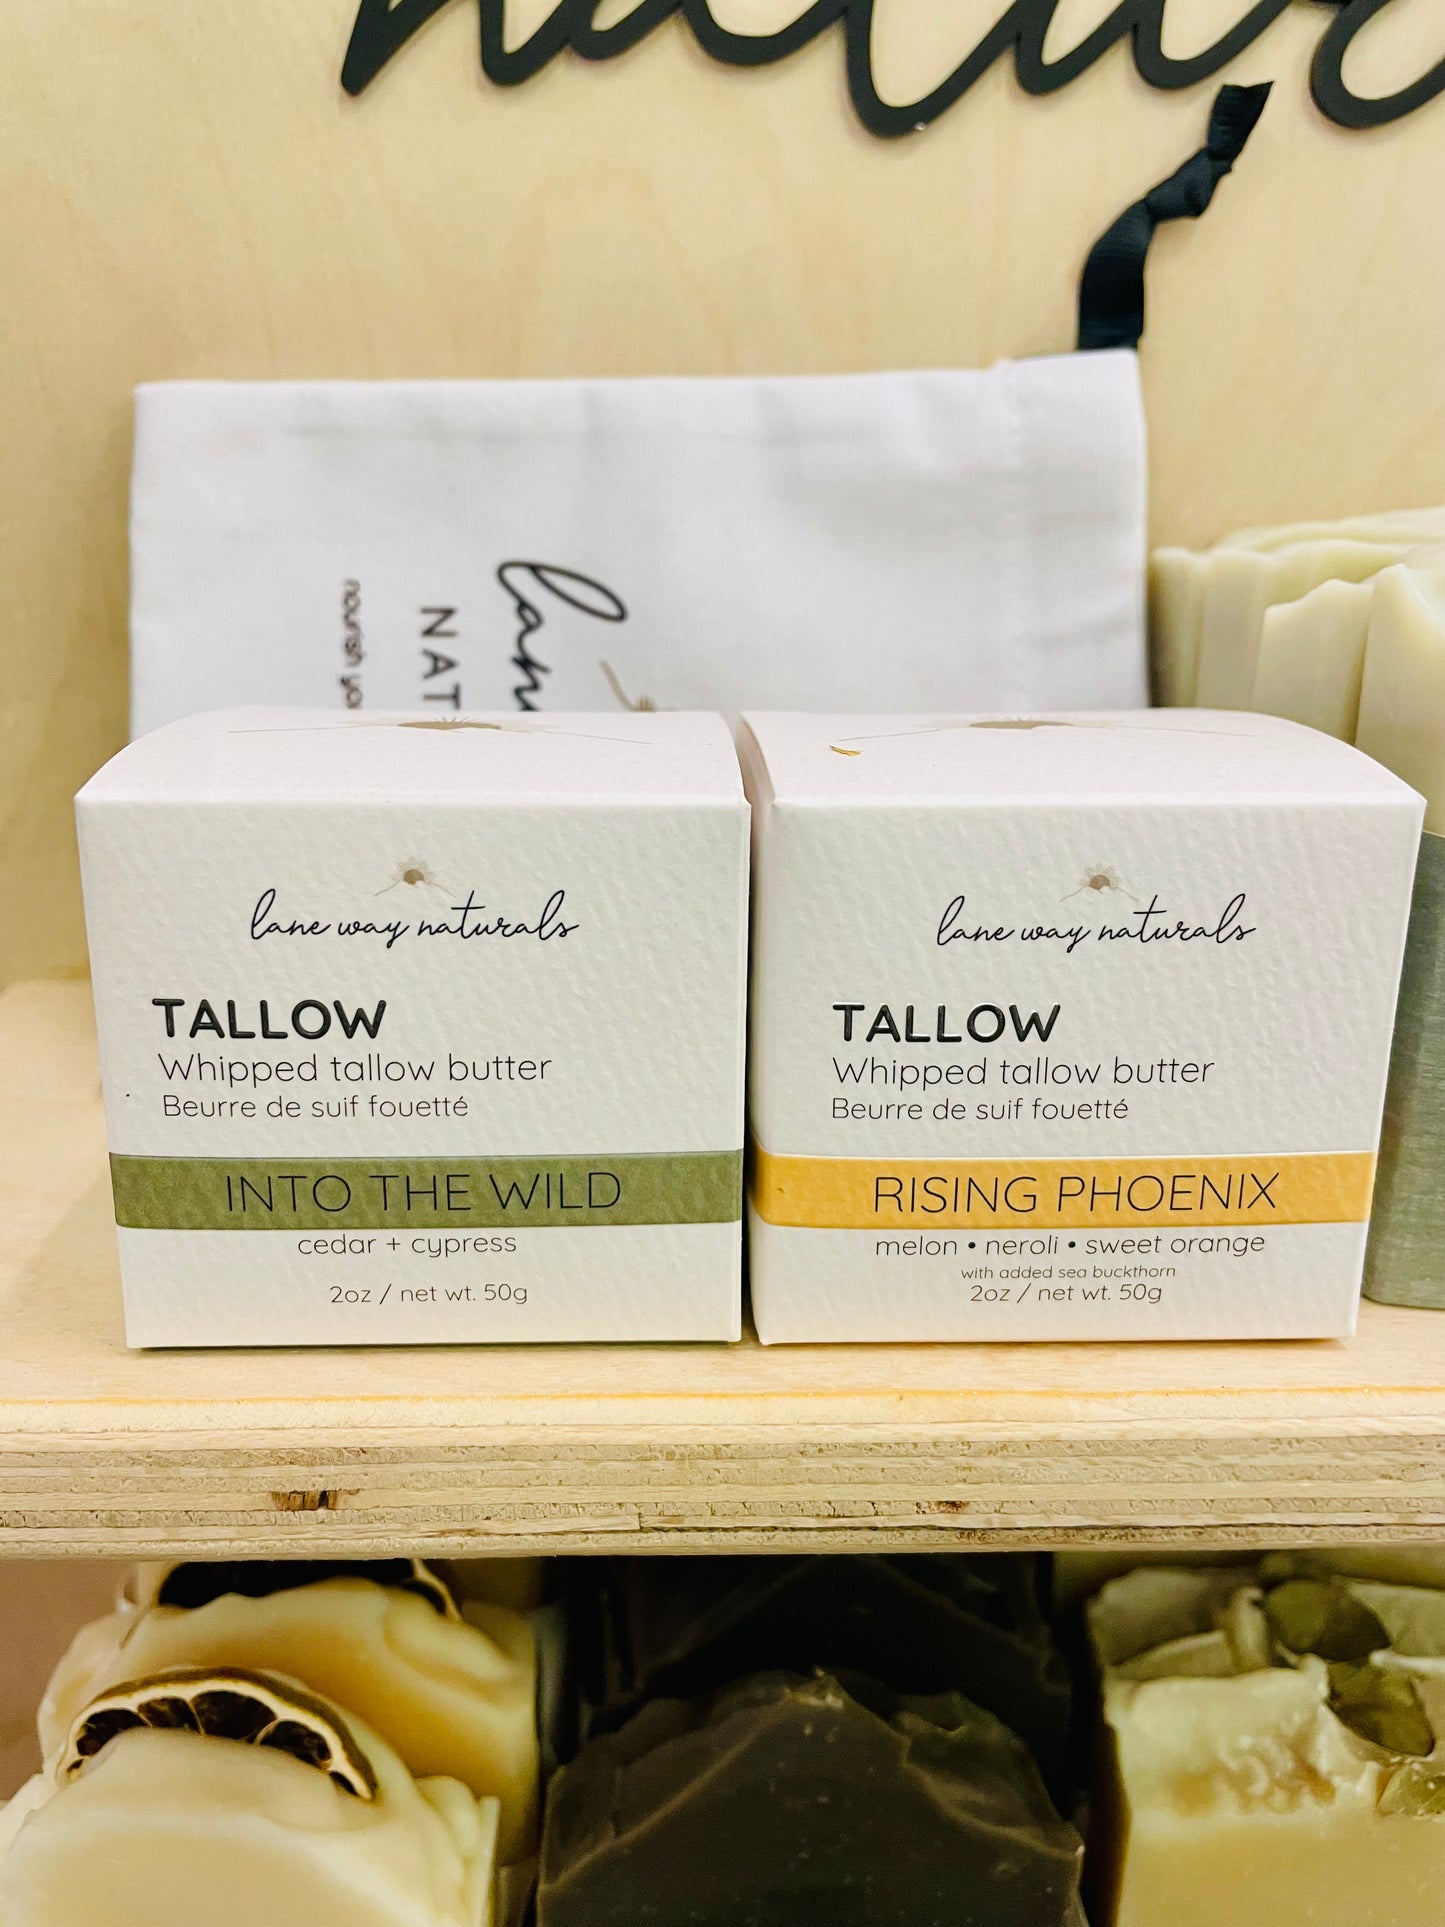 lane way naturals
TALLOW
Whipped tallow butter
Beurre de suif fouetté
INTO THE WILD
cedar + cypress
2oz / net wt. 50g
lane way naturals
TALLOW
Whipped tallow butter
Beurre de suif fouetté
RISING PHOENIX
melon • neroli • sweet orange
with added sea buckthorn
2oz / net wt. 50g
nourish